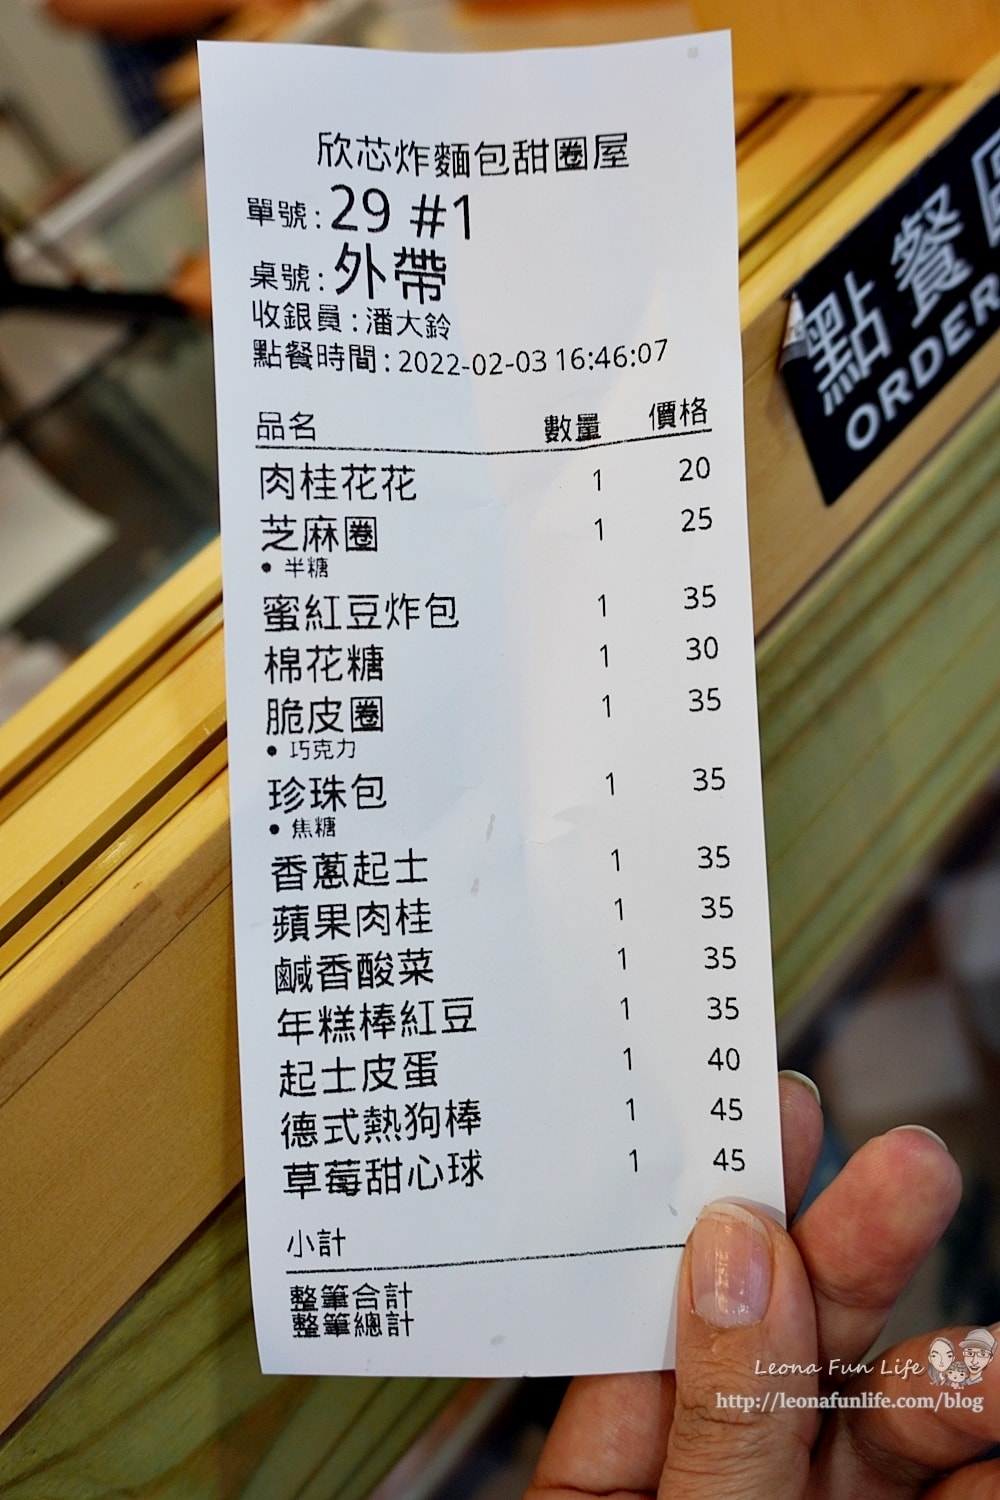 欣芯炸麵包甜圈屋
單號:29 #1
桌號:外帶
收銀員:潘大鈴
點餐時間:2022-02-03 16:46:07
品名 數量 價格
肉桂花花 1 20
芝麻圈 1 25
• 半糖
蜜紅豆炸包 1 35
棉花糖 1 30
脆皮圈 1 35
• 巧克力
珍珠包 1 35
• 焦糖
香蔥起士 1 35
蘋果肉桂 1 35
鹹香酸菜 1 35
年糕棒紅豆 1 35
起士皮蛋 1 40
德式熱狗棒 1 45
草莓甜心球 1 45
小計
整筆合計
整筆總計
點餐
ORDER
Leona Fun Life
http://leonafunlife.com/blog